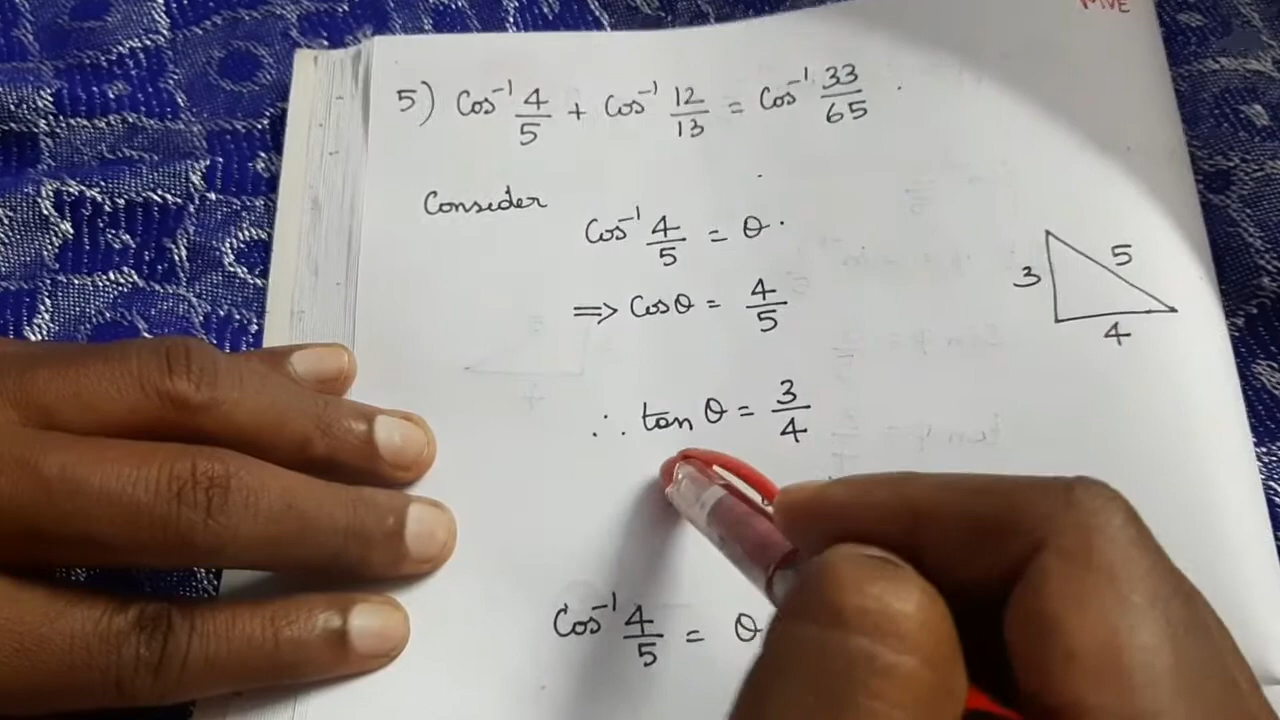 5) Cos⁻¹ 4/5 + Cos⁻¹ 12/13 = Cos⁻¹ 33/65 .
Consider
Cos⁻¹ 4/5 = θ.
⇒ Cosθ = 4/5
3
5
4
∴ tan θ = 3/4
Cos⁻¹ 4/5 = θ